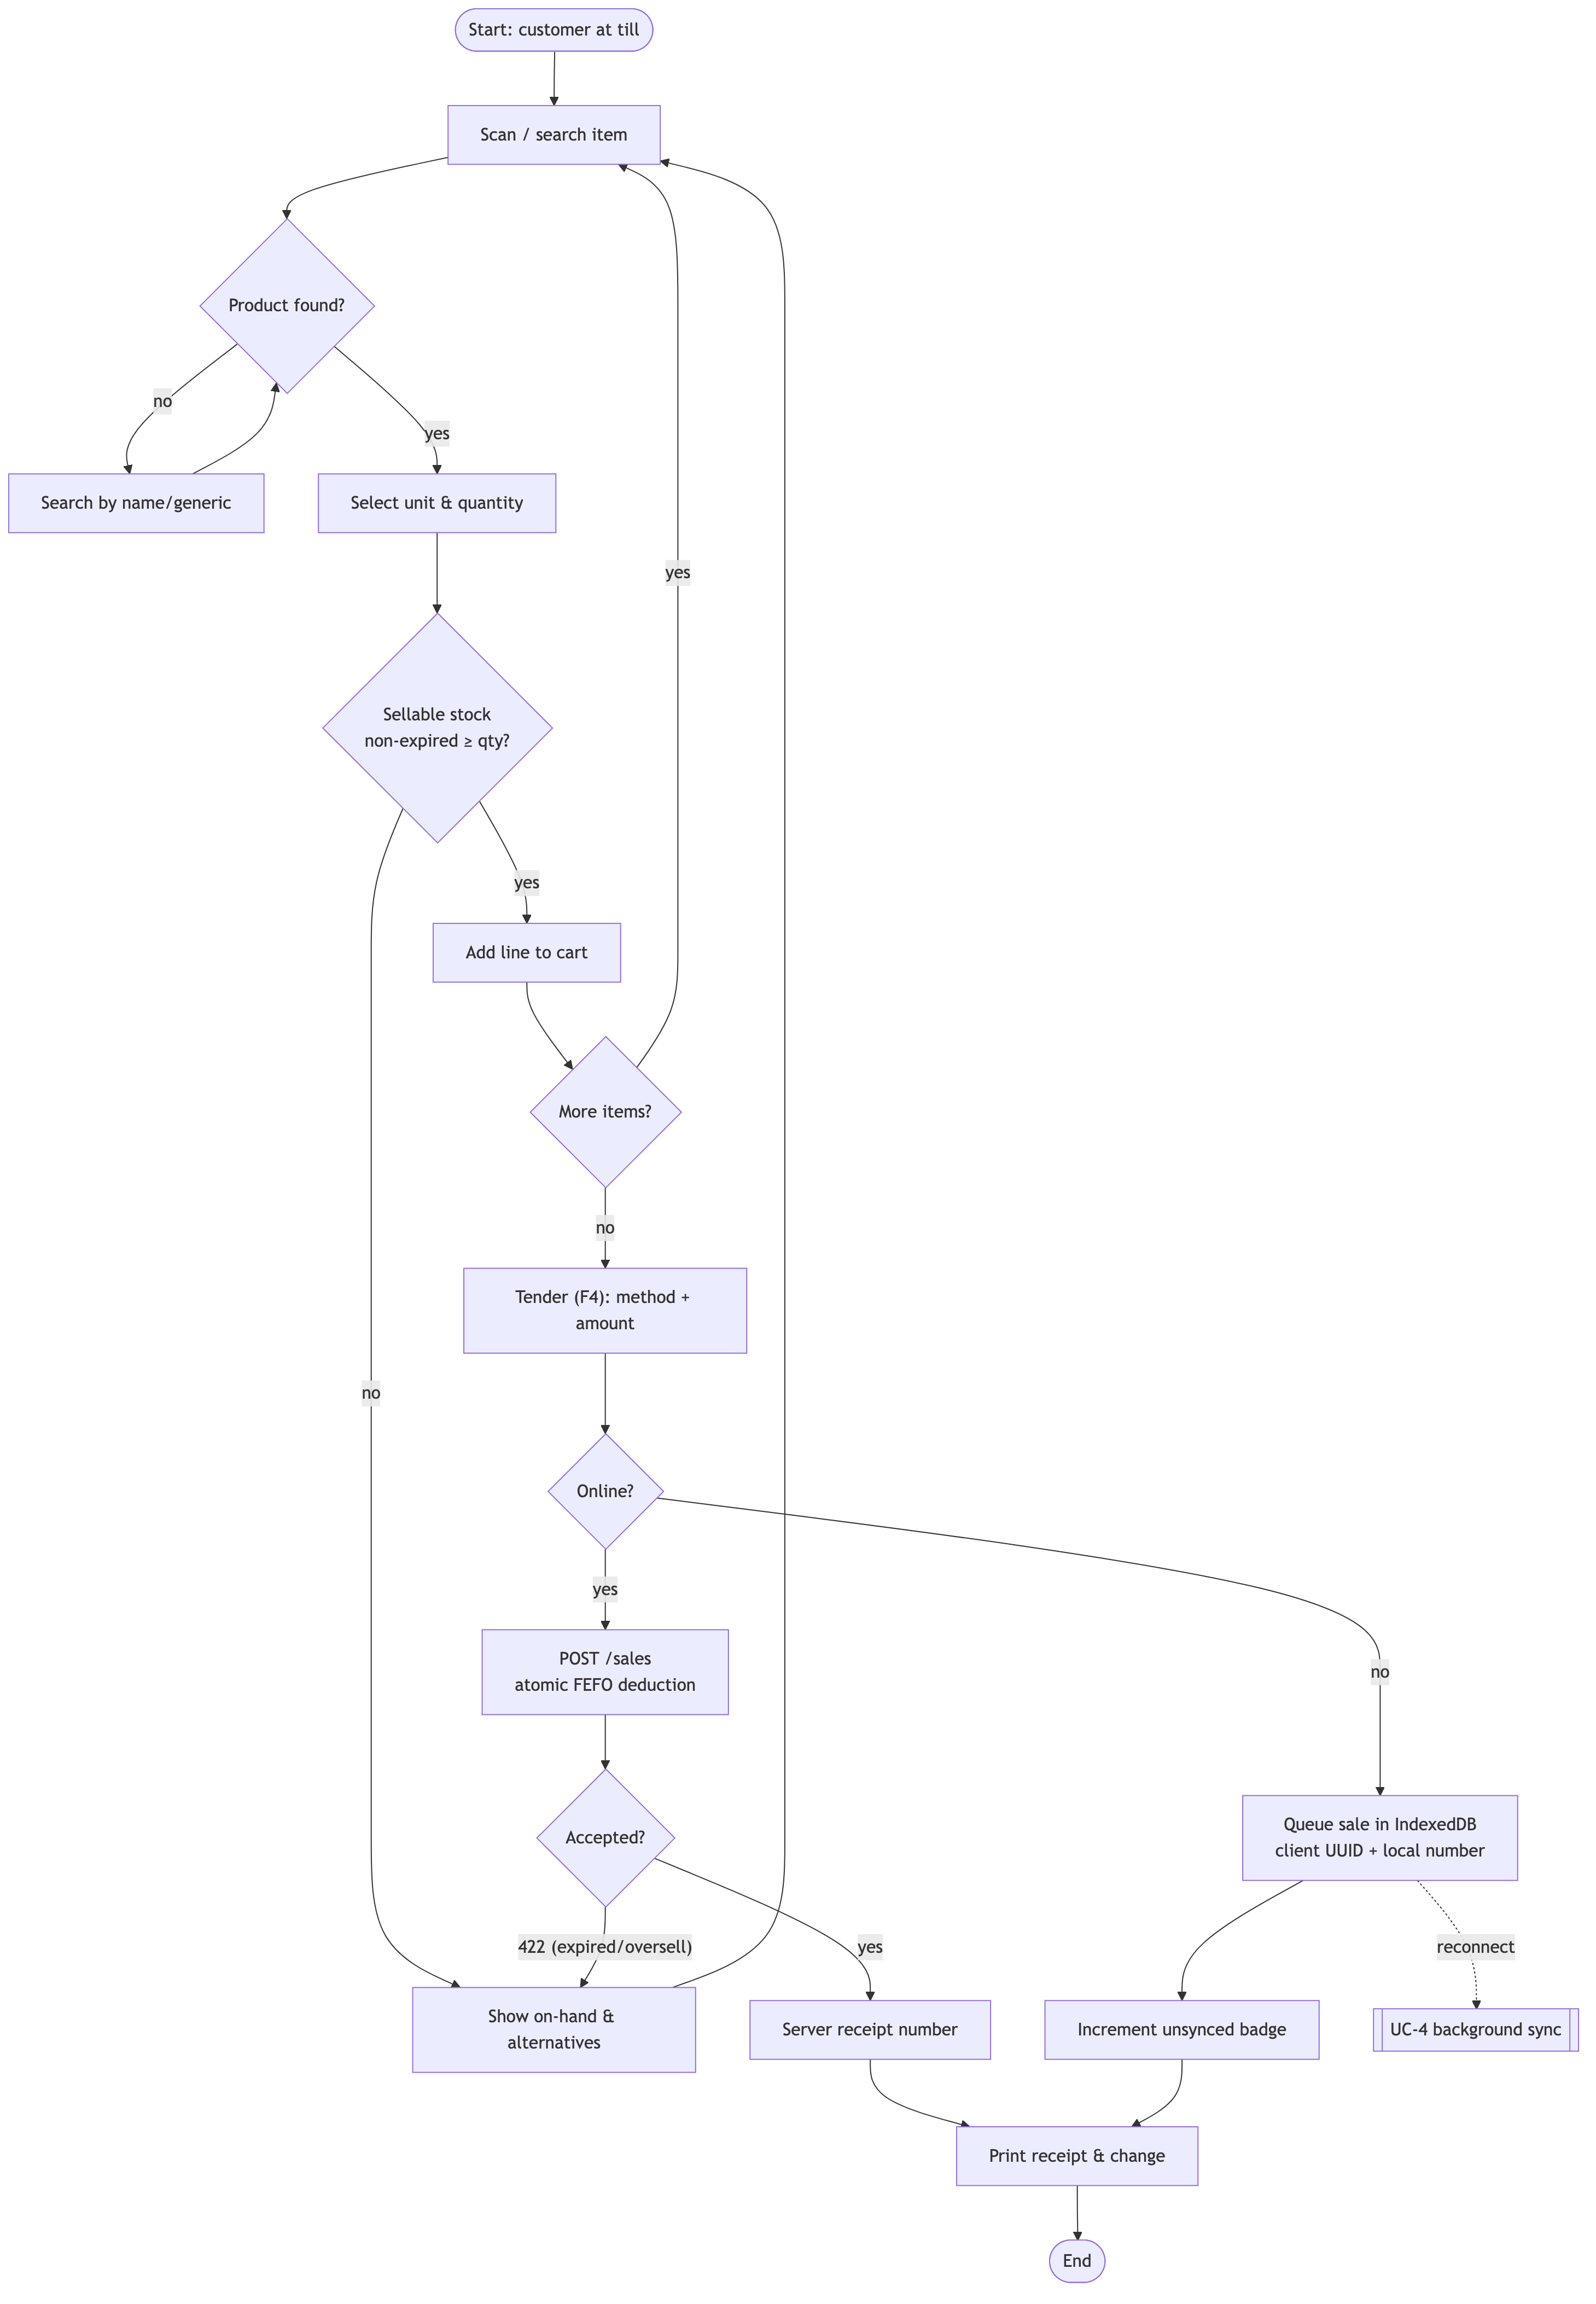 Start: customer at till
Scan / search item
Product found?
no
yes
Search by name/generic
Select unit & quantity
yes
Sellable stock
non-expired ≥ qty?
yes
Add line to cart
More items?
no
Tender (F4): method +
amount
no
Online?
yes
no
POST /sales
atomic FEFO deduction
Accepted?
Queue sale in IndexedDB
client UUID + local number
422 (expired/oversell)
yes
reconnect
Show on-hand &
alternatives
Server receipt number
Increment unsynced badge
UC-4 background sync
Print receipt & change
End